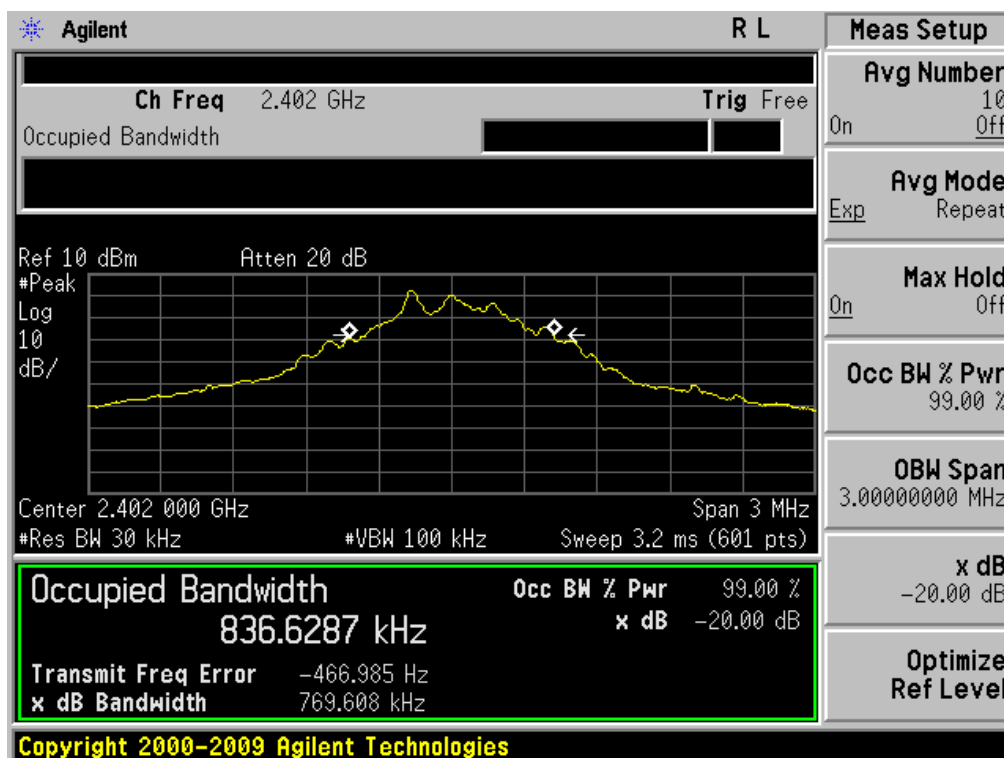 Agilent R L Meas Setup
Ch Freq 2.402 GHz Trig Free
Occupied Bandwidth
Avg Number
10
On Off
Avg Mode
Exp Repeat
Max Hold
On Off
Occ BW % Pwr
99.00 %
OBW Span
3.00000000 MHz
x dB
-20.00 dB
Optimize
Ref Level
Ref 10 dBm Atten 20 dB
#Peak
Log
10
dB/
Center 2.402 000 GHz Span 3 MHz
#Res BW 30 kHz #VBW 100 kHz Sweep 3.2 ms (601 pts)
Occupied Bandwidth Occ BW % Pwr 99.00 %
836.6287 kHz x dB -20.00 dB
Transmit Freq Error -466.985 Hz
x dB Bandwidth 769.608 kHz
Copyright 2000-2009 Agilent Technologies